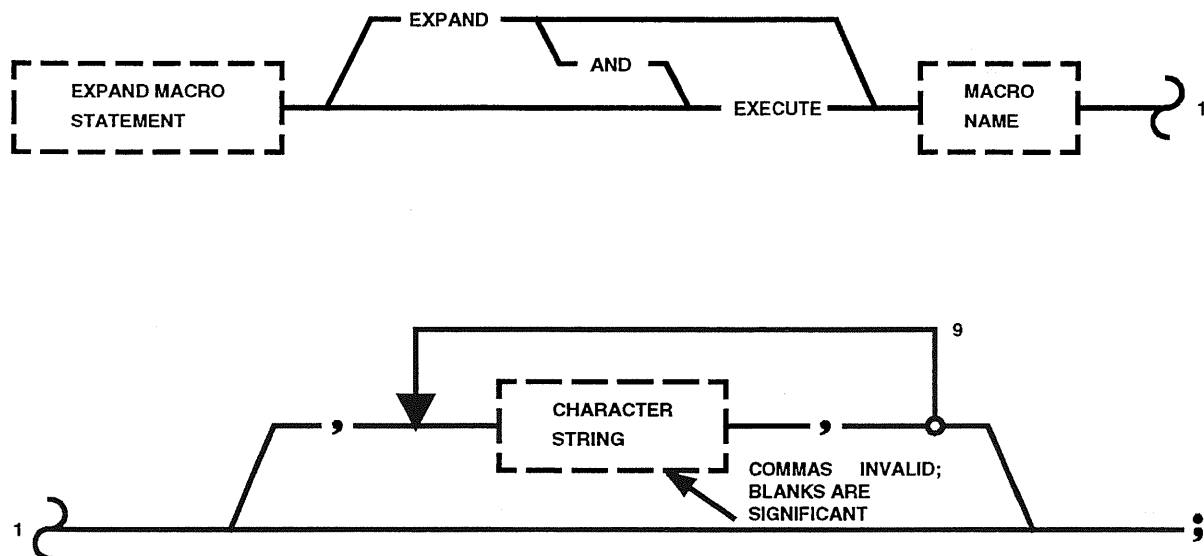 EXPAND
AND
EXPAND MACRO
STATEMENT
EXECUTE
MACRO
NAME
1
9
,
CHARACTER
STRING
,
COMMAS INVALID;
BLANKS ARE
SIGNIFICANT
1
;